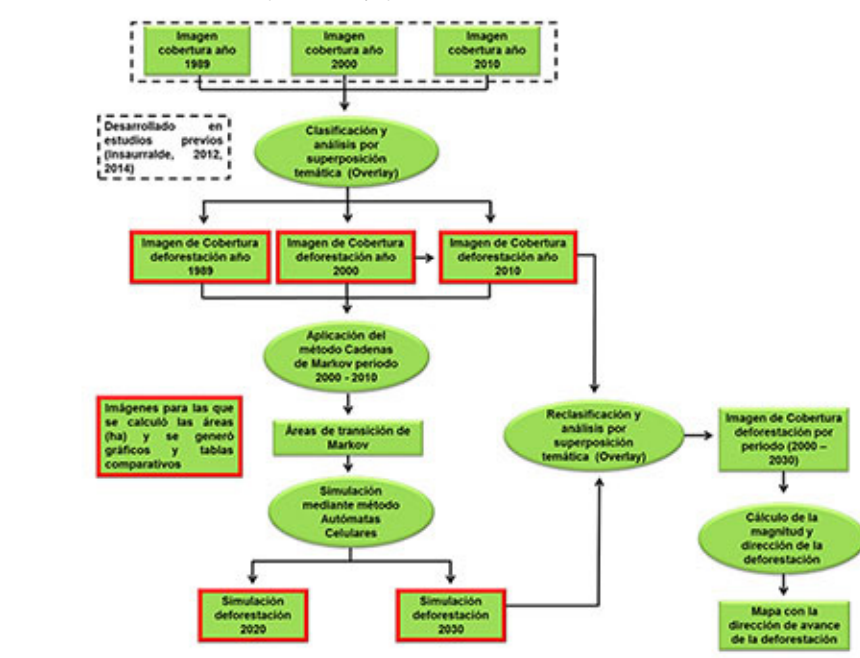 Imagen
cobertura año
1989
Imagen
cobertura año
2000
Imagen
cobertura año
2010
Desarrollado en
estudios previos
(Insaurralde, 2012,
2014)
Clasificación y
análisis por
superposición
temática (Overlay)
Imagen de Cobertura
deforestación año
1989
Imagen de Cobertura
deforestación año
2000
Imagen de Cobertura
deforestación año
2010
Aplicación del
método Cadenas
de Markov periodo
2000 - 2010
Imágenes para las que
se calculó las áreas
(ha) y se generó
gráficos y tablas
comparativos
Áreas de transición de
Markov
Reclasificación y
análisis por
superposición
temática (Overlay)
Imagen de Cobertura
deforestación por
periodo (2000 –
2030)
Simulación
mediante método
Autómatas
Celulares
Cálculo de la
magnitud y
dirección de la
deforestación
Simulación
deforestación
2020
Simulación
deforestación
2030
Mapa con la
dirección de avance
de la deforestación